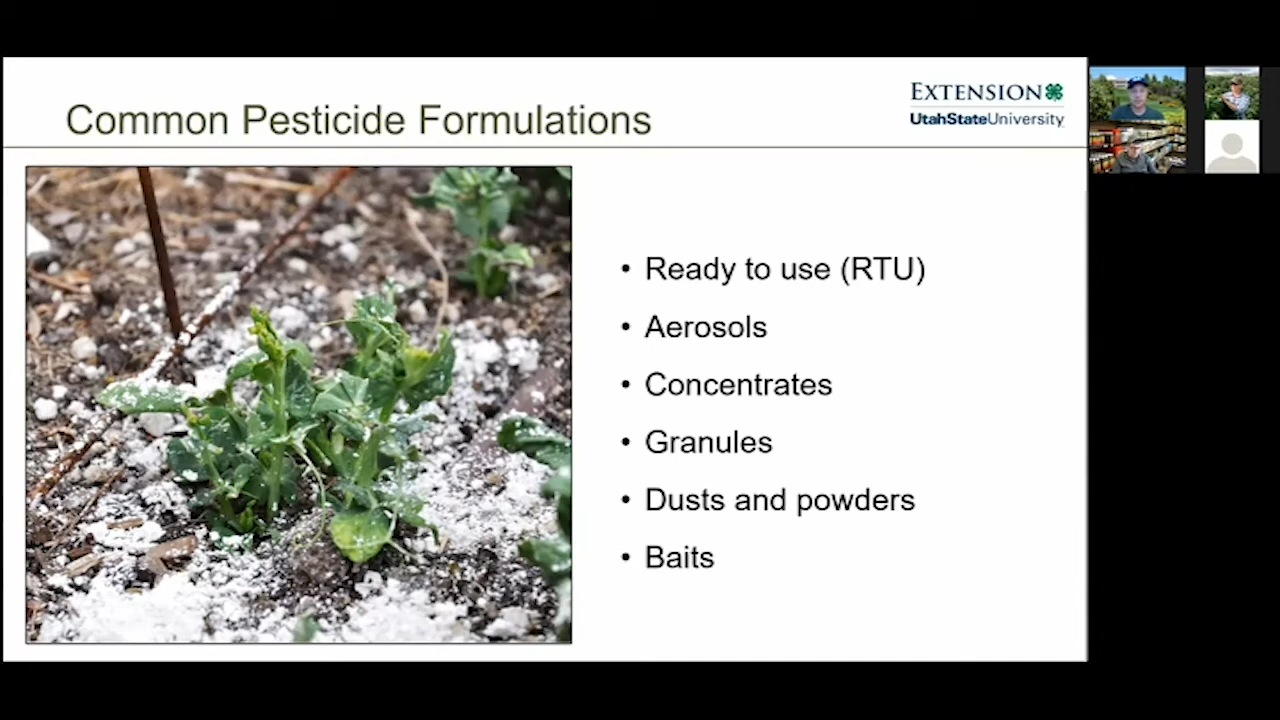 Common Pesticide Formulations
EXTENSION
UtahStateUniversity
• Ready to use (RTU)
• Aerosols
• Concentrates
• Granules
• Dusts and powders
• Baits